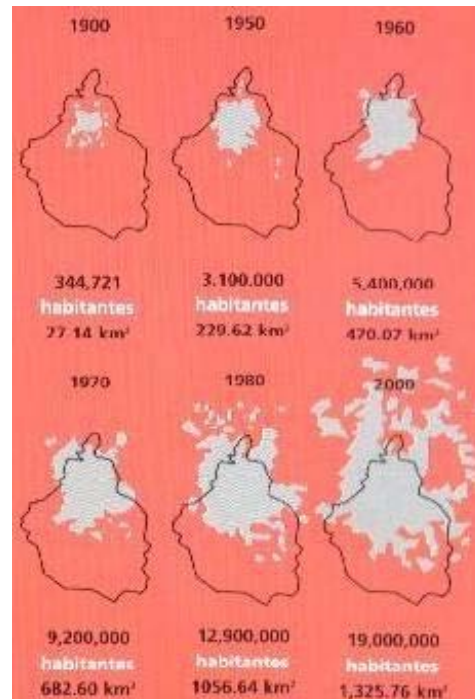 1900
344,721
habitantes
27.14 km²
1950
3.100.000
habitantes
229.62 km²
1960
5,400,000
habitantes
470.07 km²
1970
9,200,000
habitantes
682.60 km²
1980
12,900,000
habitantes
1056.64 km²
2000
19,000,000
habitantes
1,325.76 km²